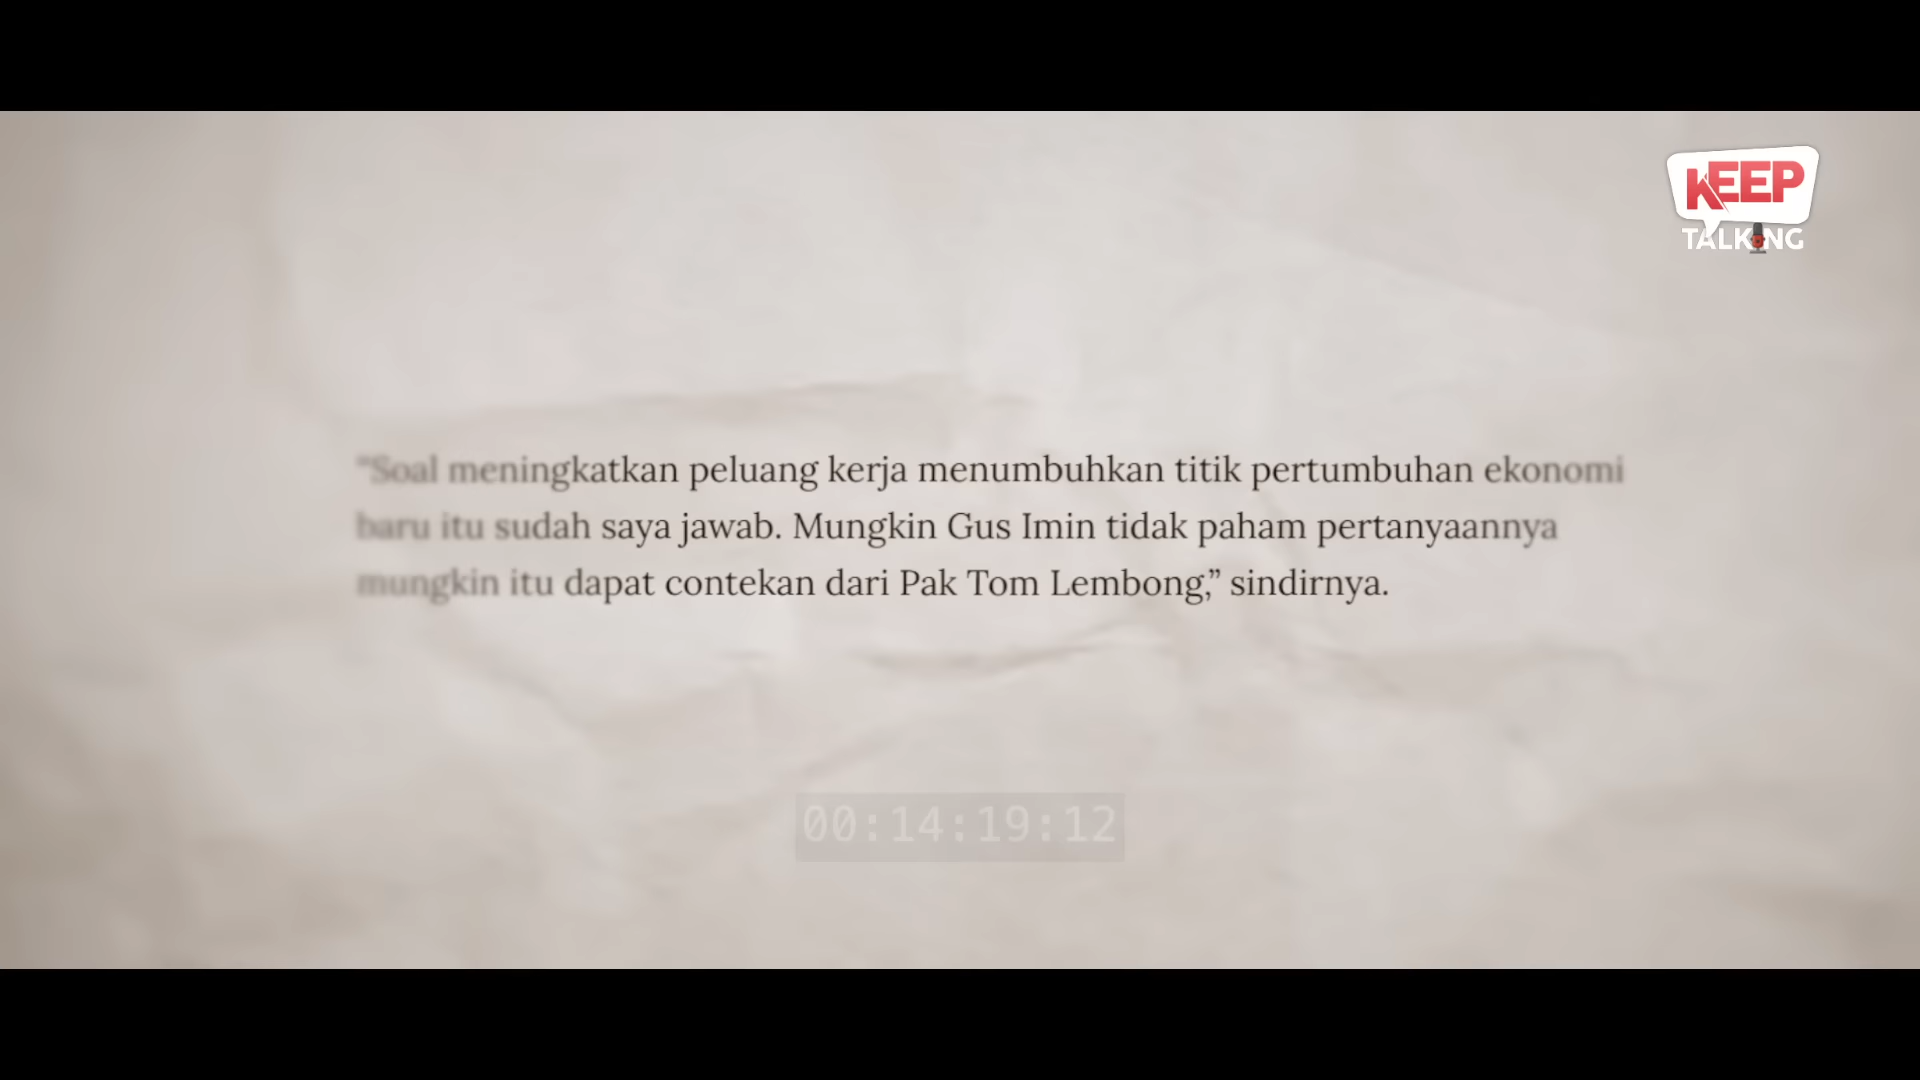 KEEP
TALKING
“Soal meningkatkan peluang kerja menumbuhkan titik pertumbuhan ekonomi
baru itu sudah saya jawab. Mungkin Gus Imin tidak paham pertanyaannya
mungkin itu dapat contekan dari Pak Tom Lembong,” sindirnya.
00:14:19:12